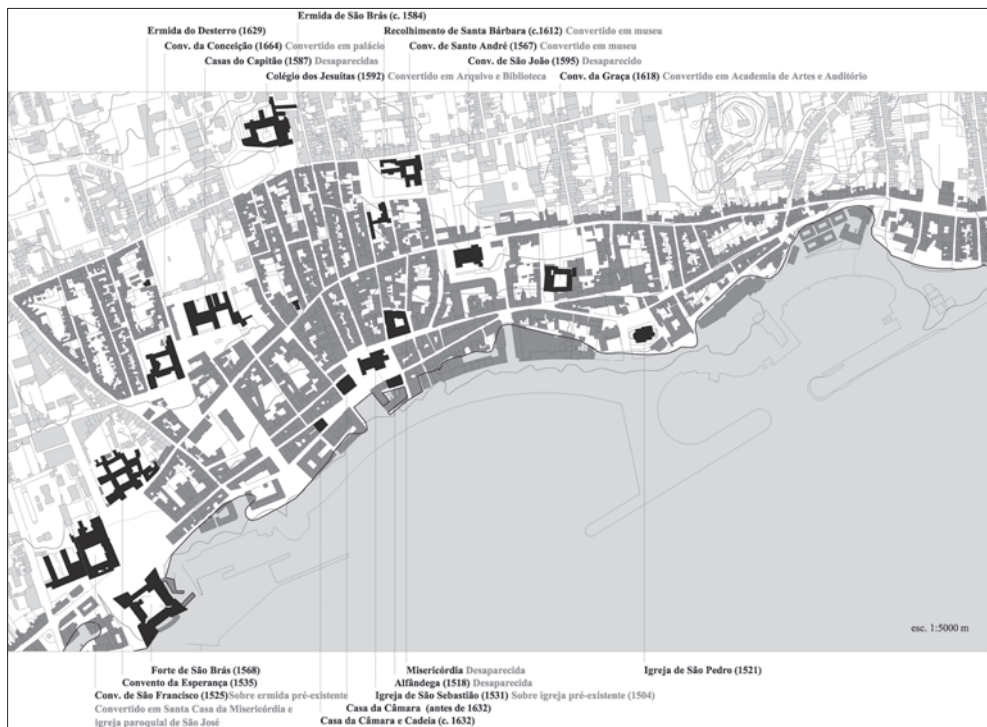 Ermida de São Brás (c. 1584)
Ermida do Desterro (1629)
Recolhimento de Santa Bárbara (c.1612) Convertido em museu
Conv. da Conceição (1664) Convertido em palácio
Conv. de Santo André (1567) Convertido em museu
Casas do Capitão (1587) Desaparecidas
Conv. de São João (1595) Desaparecido
Colégio dos Jesuítas (1592) Convertido em Arquivo e Biblioteca
Conv. da Graça (1618) Convertido em Academia de Artes e Auditório
esc. 1:5000 m
Forte de São Brás (1568)
Convento da Esperança (1535)
Conv. de São Francisco (1525)Sobre ermida pré-existente
Convertido em Santa Casa da Misericórdia e
igreja paroquial de São José
Misericórdia Desaparecida
Alfândega (1518) Desaparecida
Igreja de São Sebastião (1531) Sobre igreja pré-existente (1504)
Casa da Câmara (antes de 1632)
Casa da Câmara e Cadeia (c. 1632)
Igreja de São Pedro (1521)